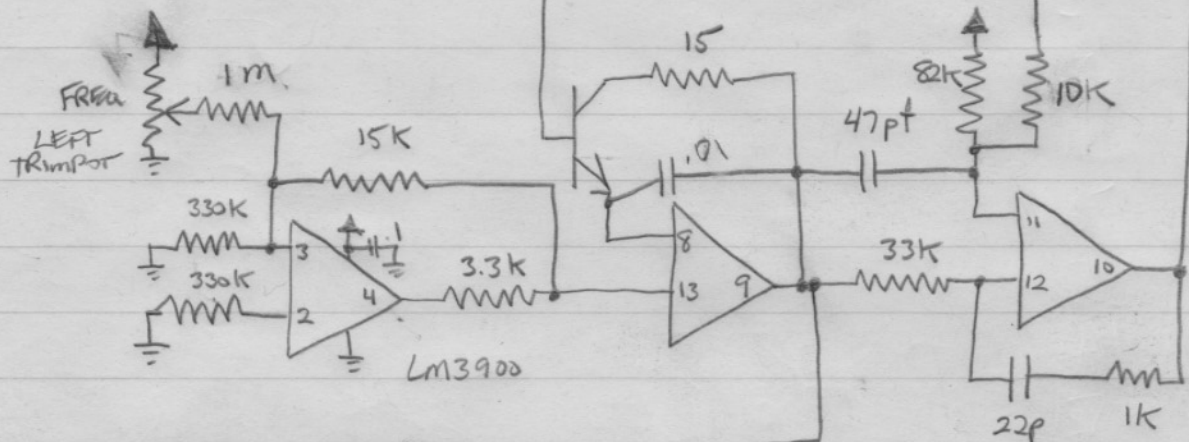 FREQ
LEFT
TRIMPOT
1M
15K
330K
330K
3
2
4
.1
3.3K
LM3900
15
.01
8
13
9
47pf
82K
10K
33K
11
12
10
22P
1K